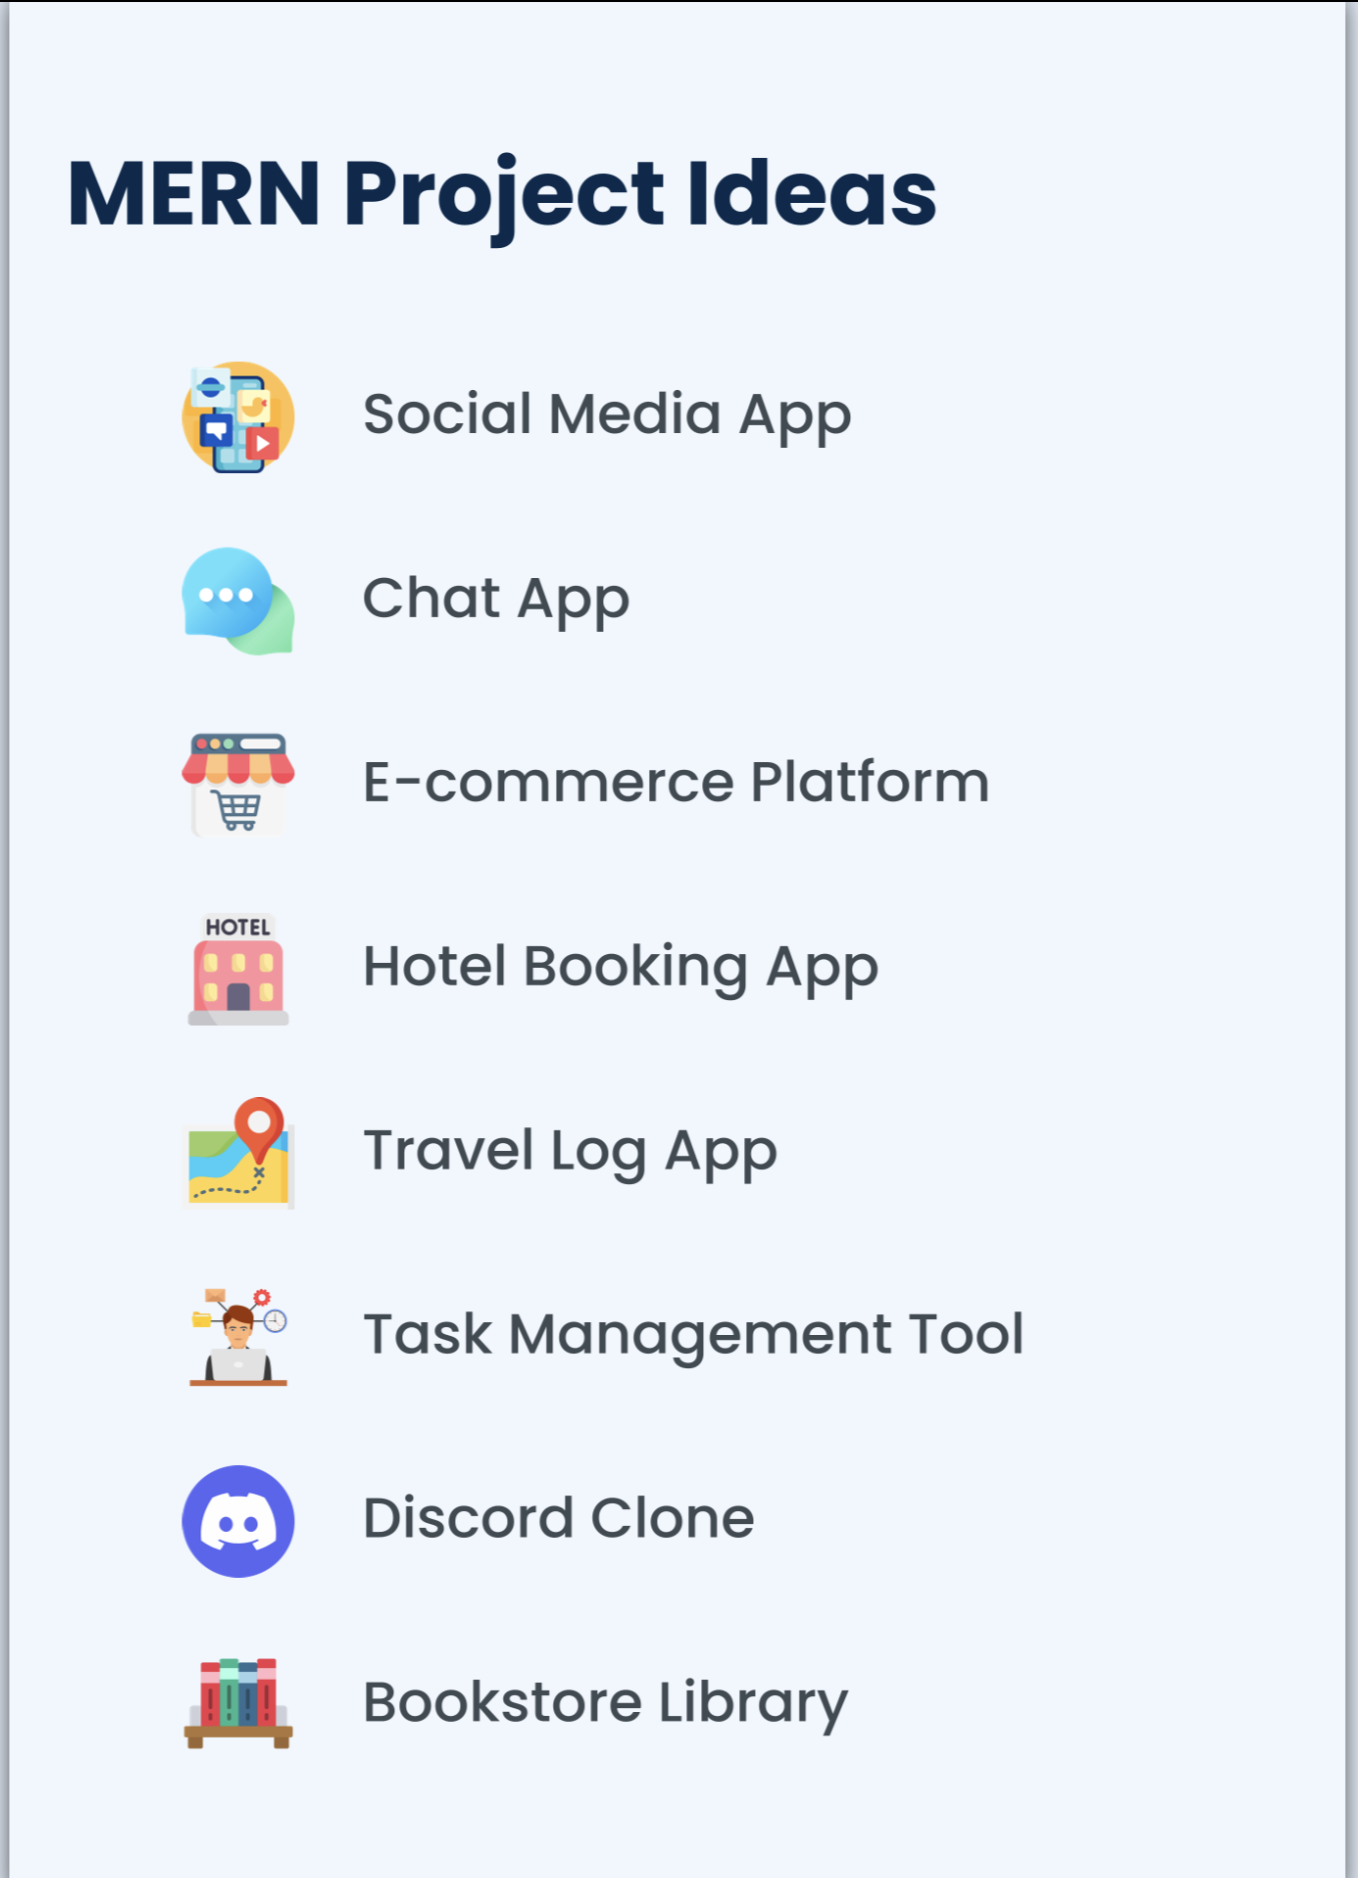 MERN Project Ideas
Social Media App
Chat App
E-commerce Platform
HOTEL
Hotel Booking App
Travel Log App
Task Management Tool
Discord Clone
Bookstore Library